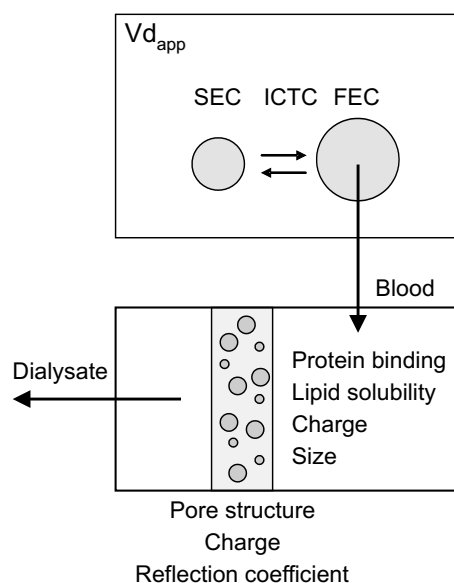 Vd_app
SEC ICTC FEC
Blood
Dialysate
Protein binding
Lipid solubility
Charge
Size
Pore structure
Charge
Reflection coefficient